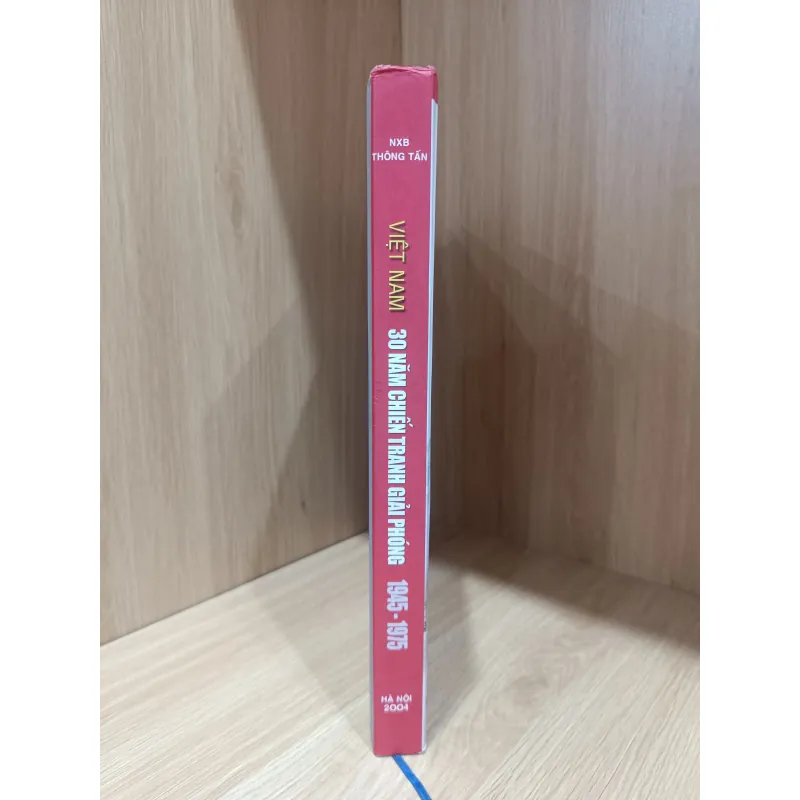 NXB
THÔNG TẤN
VIỆT NAM 30 NĂM CHIẾN TRANH GIẢI PHÓNG 1945 - 1975
HÀ NỘI
2004